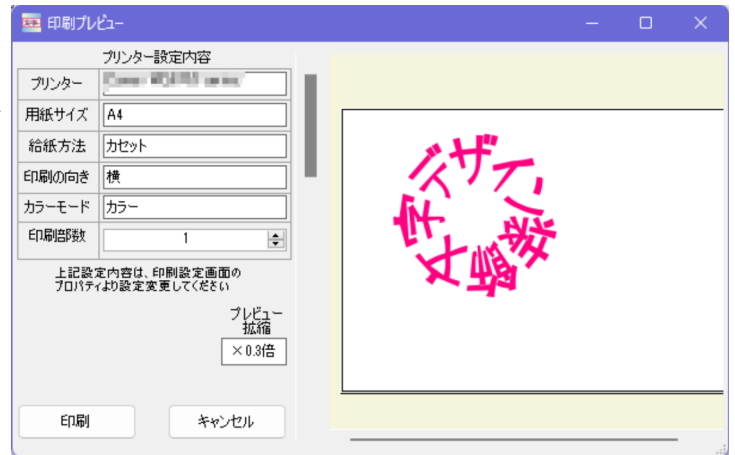 印刷プレビュー
プリンター設定内容
プリンター
用紙サイズ A4
給紙方法 カセット
印刷の向き 横
カラーモード カラー
印刷部数 1
上記設定内容は、印刷設定画面の
プロパティより設定変更してください
プレビュー
拡縮
×0.3倍
印刷 キャンセル
文字デザイン装飾